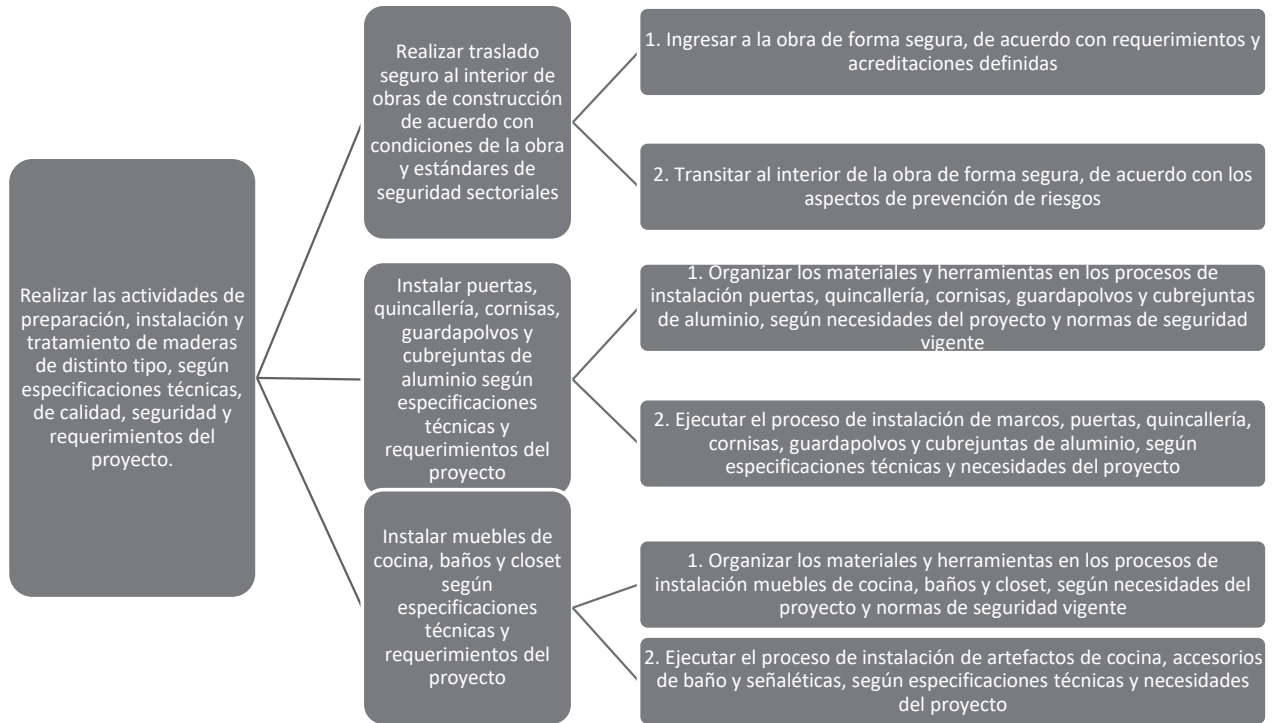 Realizar las actividades de
preparación, instalación y
tratamiento de maderas
de distinto tipo, según
especificaciones técnicas,
de calidad, seguridad y
requerimientos del
proyecto.
Realizar traslado
seguro al interior de
obras de construcción
de acuerdo con
condiciones de la obra
y estándares de
seguridad sectoriales
1. Ingresar a la obra de forma segura, de acuerdo con requerimientos y
acreditaciones definidas
2. Transitar al interior de la obra de forma segura, de acuerdo con los
aspectos de prevención de riesgos
Instalar puertas,
quincallería, cornisas,
guardapolvos y
cubrejuntas de
aluminio según
especificaciones
técnicas y
requerimientos del
proyecto
1. Organizar los materiales y herramientas en los procesos de
instalación puertas, quincallería, cornisas, guardapolvos y cubrejuntas
de aluminio, según necesidades del proyecto y normas de seguridad
vigente
2. Ejecutar el proceso de instalación de marcos, puertas, quincallería,
cornisas, guardapolvos y cubrejuntas de aluminio, según
especificaciones técnicas y necesidades del proyecto
Instalar muebles de
cocina, baños y closet
según
especificaciones
técnicas y
requerimientos del
proyecto
1. Organizar los materiales y herramientas en los procesos de
instalación muebles de cocina, baños y closet, según necesidades del
proyecto y normas de seguridad vigente
2. Ejecutar el proceso de instalación de artefactos de cocina, accesorios
de baño y señaléticas, según especificaciones técnicas y necesidades
del proyecto